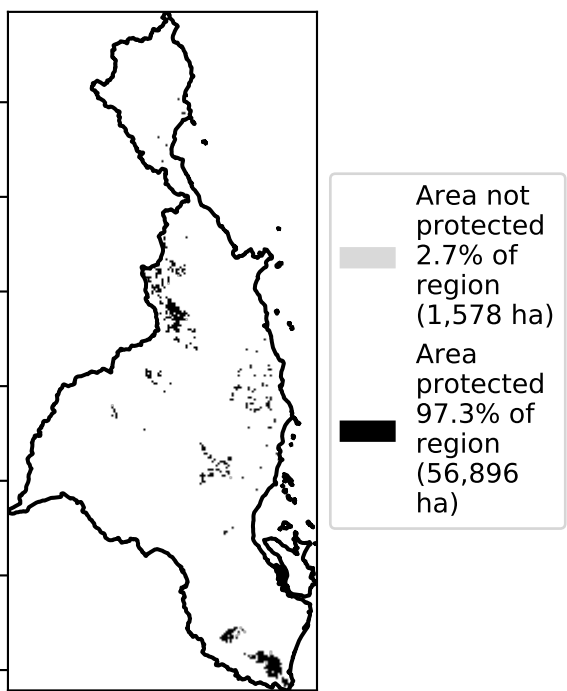 Area not
protected
2.7% of
region
(1,578 ha)
Area
protected
97.3% of
region
(56,896
ha)